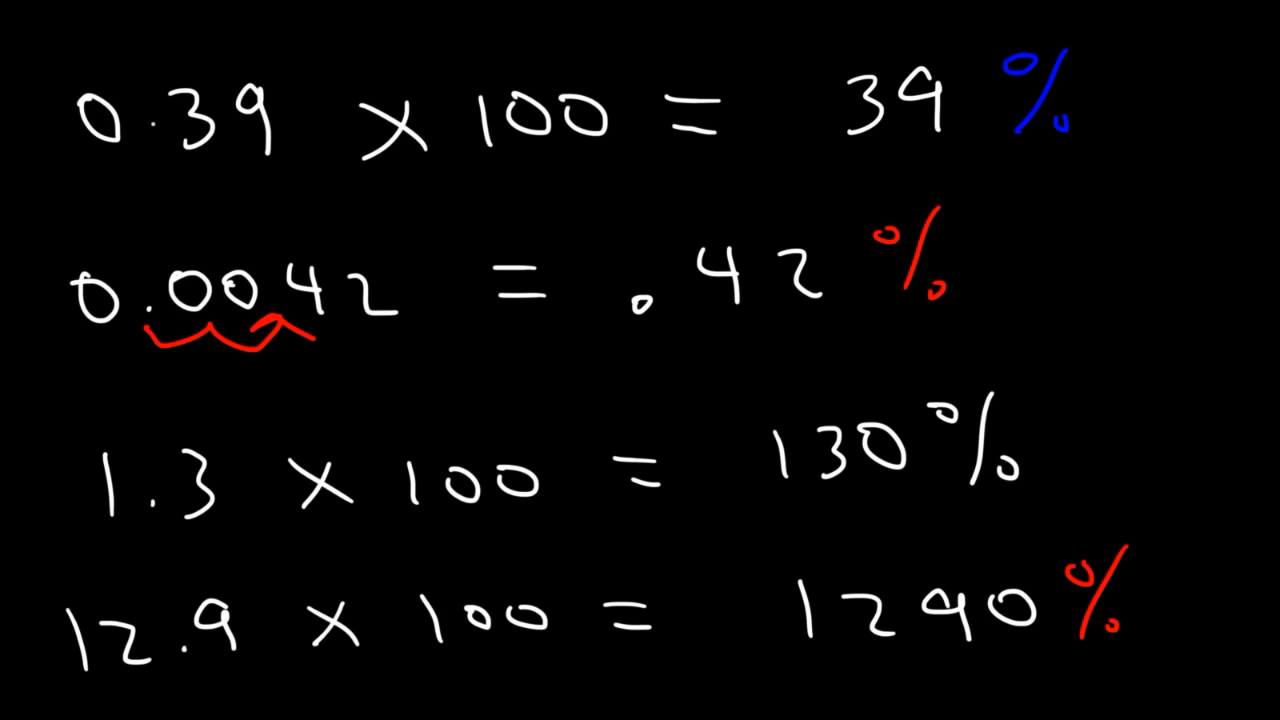 0.39 × 100 = 39 %
0.0042 = .42 %
1.3 × 100 = 130%
12.9 × 100 = 1290%